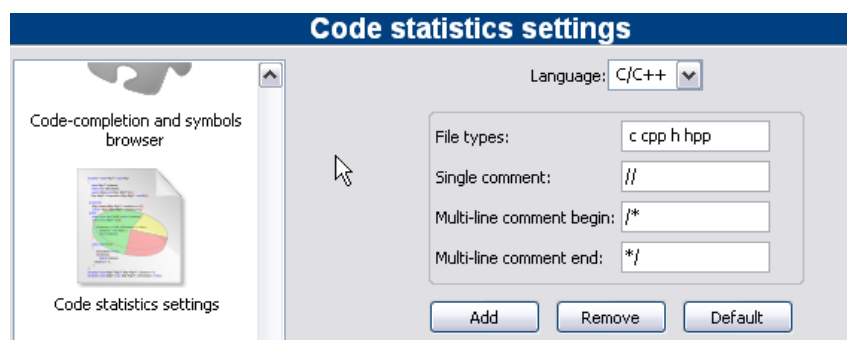 Code statistics settings
Code-completion and symbols
browser
Code statistics settings
Language: C/C++
File types: c cpp h hpp
Single comment: //
Multi-line comment begin: /*
Multi-line comment end: */
Add Remove Default